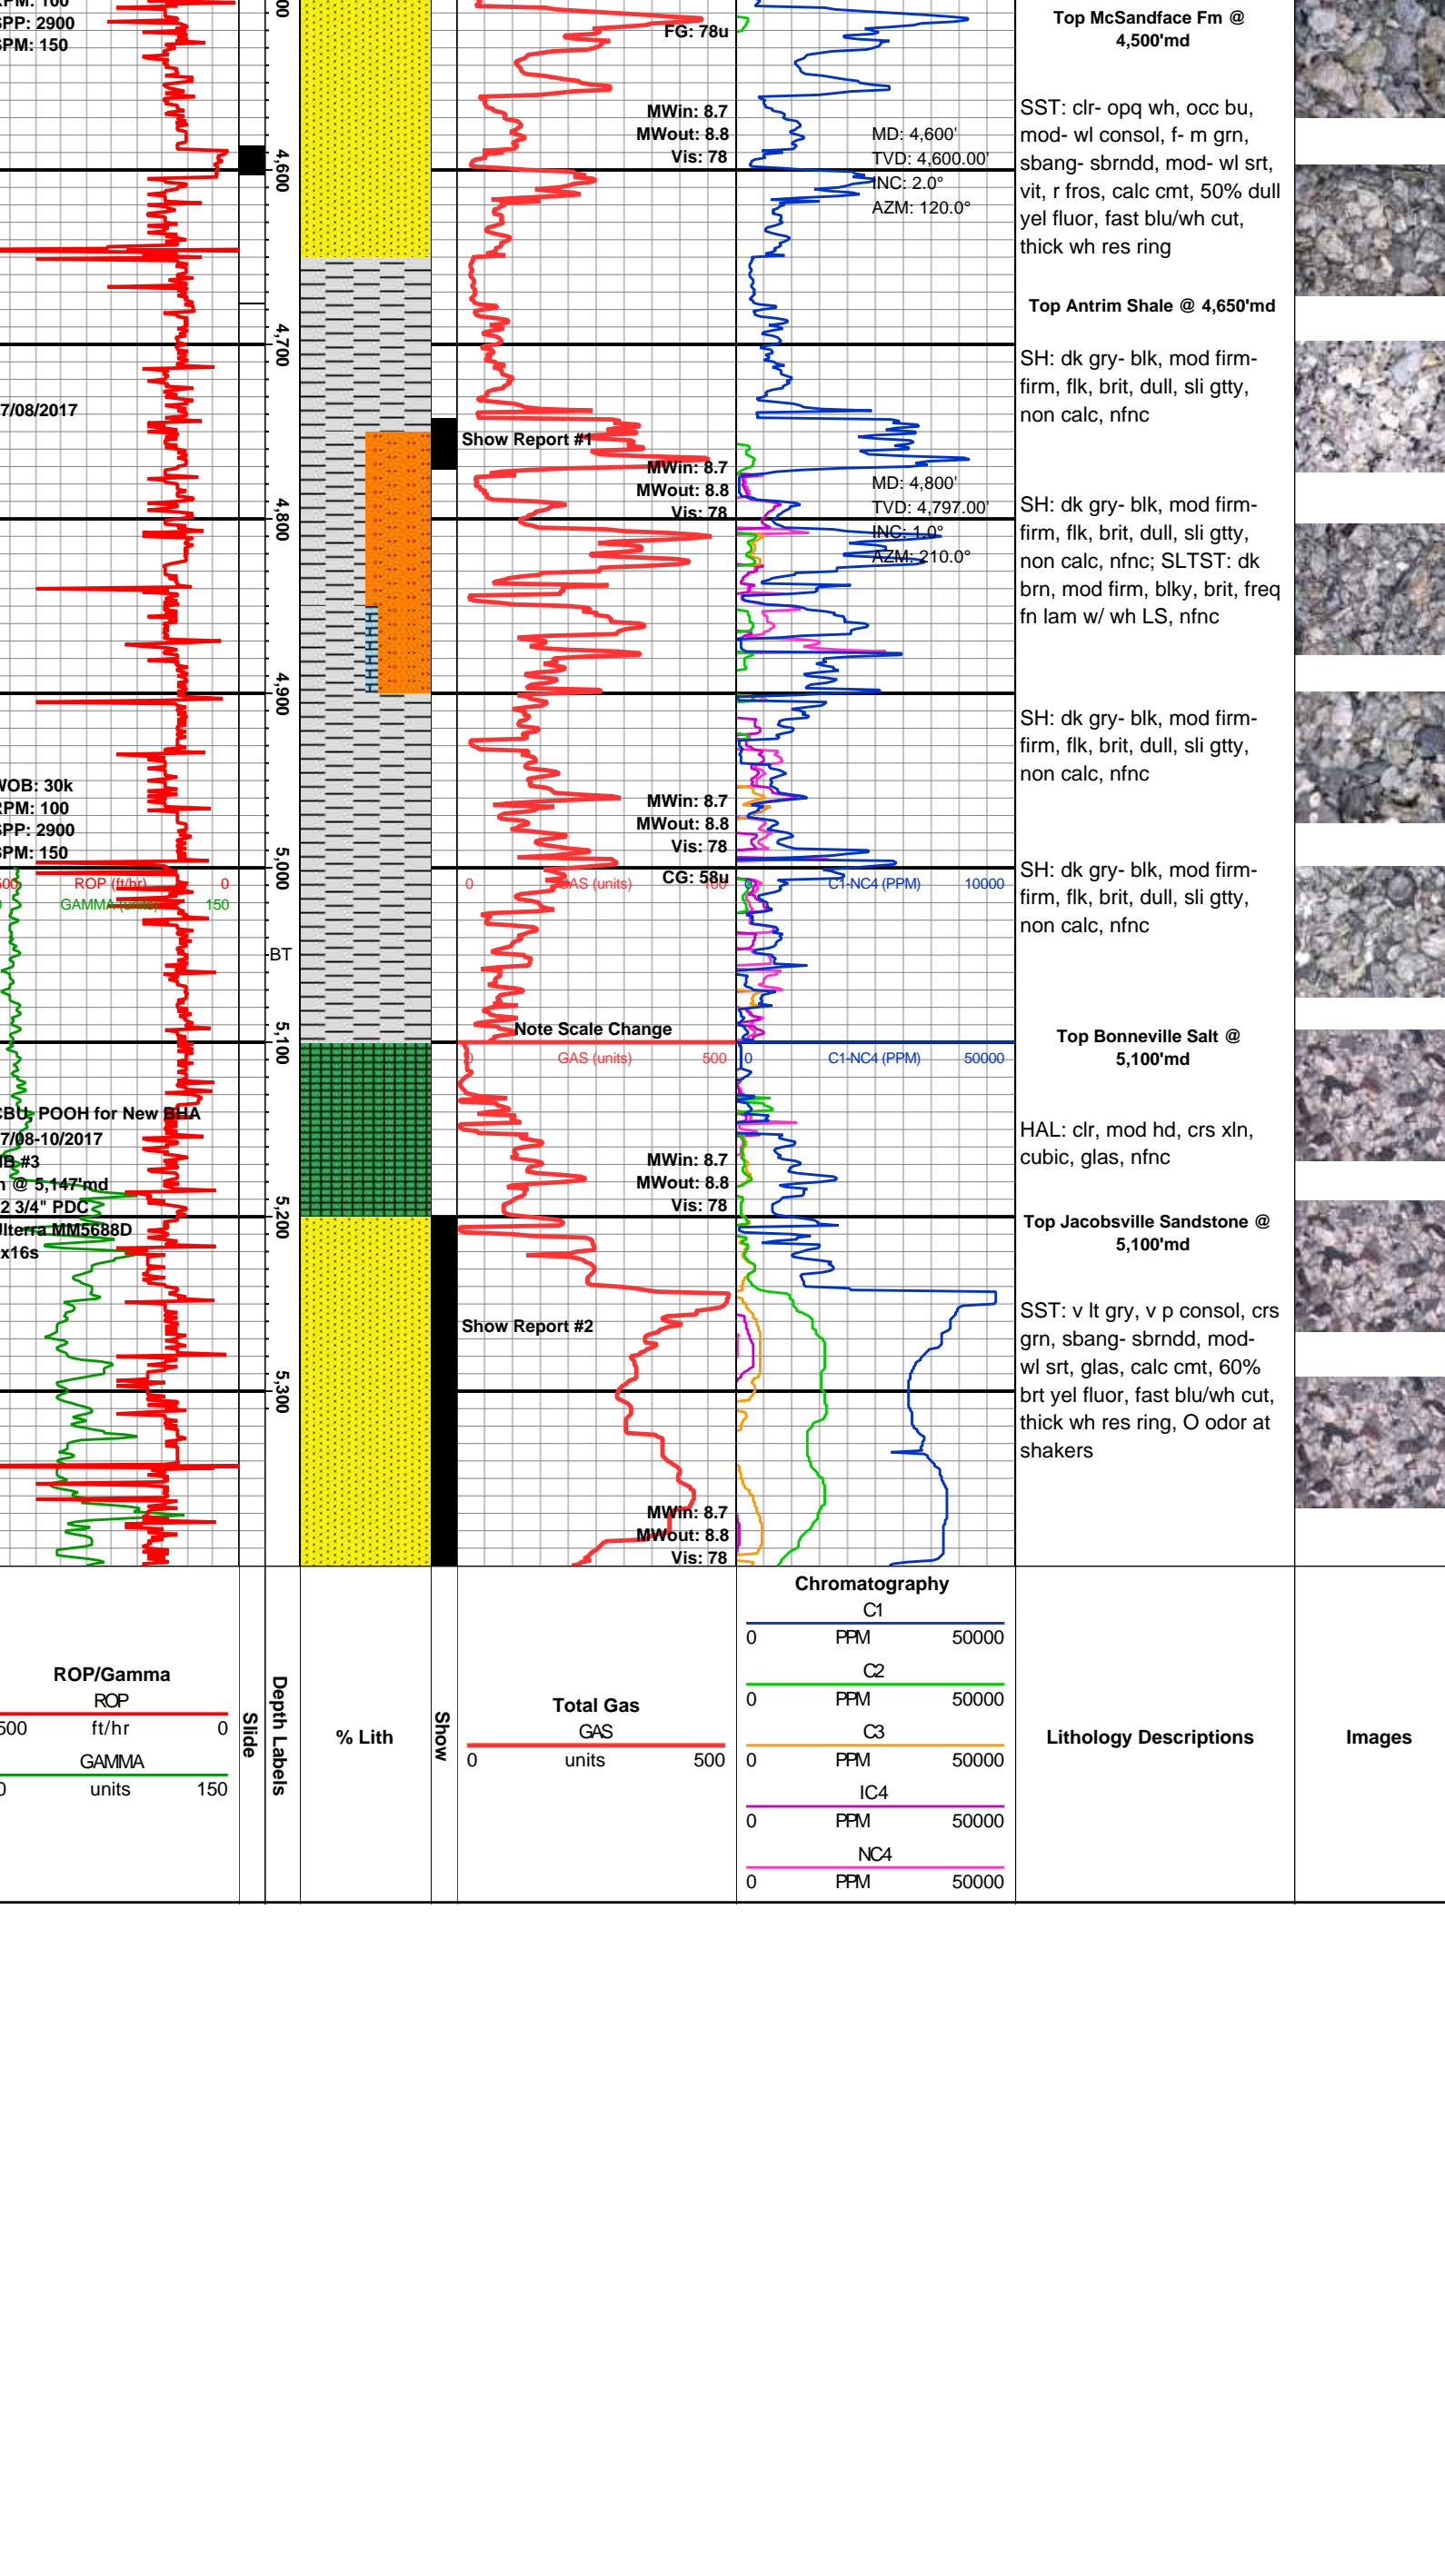 RPM: 100
SPP: 2900
SPM: 150
WOB: 30k
RPM: 100
SPP: 2900
SPM: 150
7/08/2017
500 ROP (ft/hr) 0
0 GAMMA (units) 150
CBU, POOH for New BHA
7/08-10/2017
NB #3
In @ 5,147'md
12 3/4" PDC
Ulterra MM5688D
x16s
4,600
4,700
4,800
4,900
5,000
BT
5,100
5,200
5,300
FG: 78u
MWin: 8.7
MWout: 8.8
Vis: 78
Show Report #1
MWin: 8.7
MWout: 8.8
Vis: 78
MWin: 8.7
MWout: 8.8
Vis: 78
0 GAS (units) 100
CG: 58u
Note Scale Change
0 GAS (units) 500
MWin: 8.7
MWout: 8.8
Vis: 78
Show Report #2
MWin: 8.7
MWout: 8.8
Vis: 78
MD: 4,600'
TVD: 4,600.00'
INC: 2.0°
AZM: 120.0°
MD: 4,800'
TVD: 4,797.00'
INC: 1.0°
AZM: 210.0°
0 C1-NC4 (PPM) 10000
0 C1-NC4 (PPM) 50000
Top McSandface Fm @
4,500'md
SST: clr- opq wh, occ bu,
mod- wl consol, f- m grn,
sbang- sbrndd, mod- wl srt,
vit, r fros, calc cmt, 50% dull
yel fluor, fast blu/wh cut,
thick wh res ring
Top Antrim Shale @ 4,650'md
SH: dk gry- blk, mod firm-
firm, flk, brit, dull, sli gtty,
non calc, nfnc
SH: dk gry- blk, mod firm-
firm, flk, brit, dull, sli gtty,
non calc, nfnc; SLTST: dk
brn, mod firm, blky, brit, freq
fn lam w/ wh LS, nfnc
SH: dk gry- blk, mod firm-
firm, flk, brit, dull, sli gtty,
non calc, nfnc
SH: dk gry- blk, mod firm-
firm, flk, brit, dull, sli gtty,
non calc, nfnc
Top Bonneville Salt @
5,100'md
HAL: clr, mod hd, crs xln,
cubic, glas, nfnc
Top Jacobsville Sandstone @
5,100'md
SST: v lt gry, v p consol, crs
grn, sbang- sbrndd, mod-
wl srt, glas, calc cmt, 60%
brt yel fluor, fast blu/wh cut,
thick wh res ring, O odor at
shakers
ROP/Gamma
ROP
500 ft/hr 0
GAMMA
0 units 150
Slide
Depth Labels
% Lith
Show
Total Gas
GAS
0 units 500
Chromatography
C1
0 PPM 50000
C2
0 PPM 50000
C3
0 PPM 50000
IC4
0 PPM 50000
NC4
0 PPM 50000
Lithology Descriptions
Images